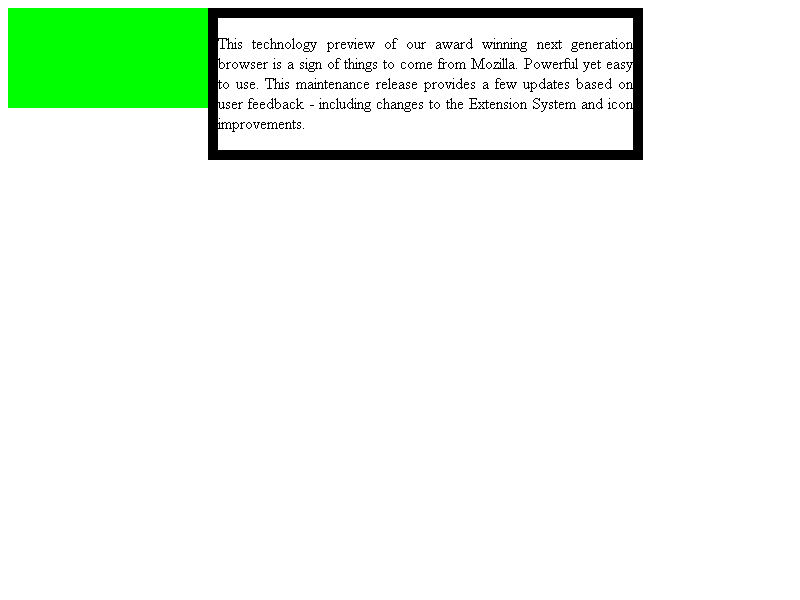 This technology preview of our award winning next generation
browser is a sign of things to come from Mozilla. Powerful yet easy
to use. This maintenance release provides a few updates based on
user feedback - including changes to the Extension System and icon
improvements.